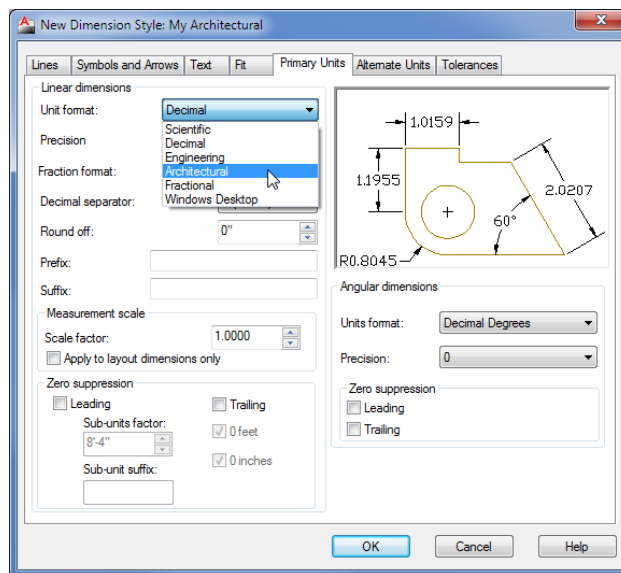 New Dimension Style: My Architectural
Lines Symbols and Arrows Text Fit Primary Units Alternate Units Tolerances
Linear dimensions
Unit format: Decimal
Scientific
Decimal
Engineering
Architectural
Fractional
Windows Desktop
Precision
Fraction format:
Decimal separator:
Round off: 0"
Prefix:
Suffix:
Measurement scale
Scale factor: 1.0000
Apply to layout dimensions only
Zero suppression
Leading Trailing
Sub-units factor: 0 feet
8'-4"
0 inches
Sub-unit suffix:
1.0159
1.1955
2.0207
60°
R0.8045
Angular dimensions
Units format: Decimal Degrees
Precision: 0
Zero suppression
Leading
Trailing
OK Cancel Help